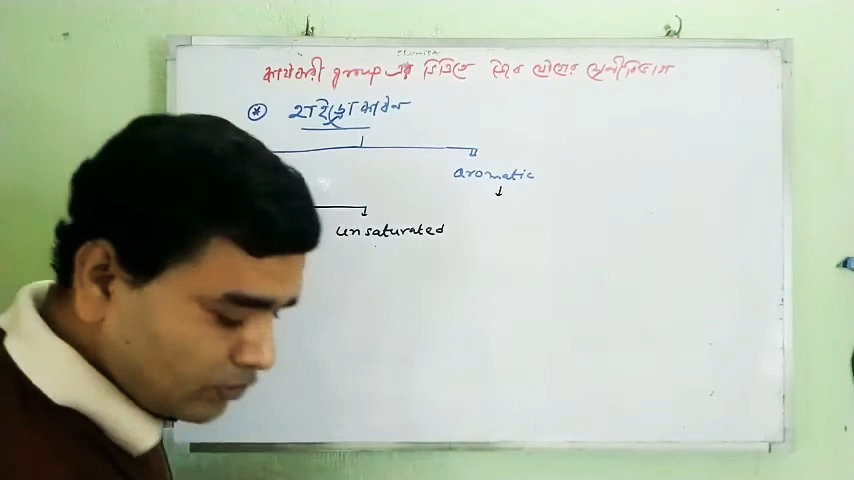 কার্যকরী group এর ভিত্তিতে জৈব যৌগের শ্রেণীবিভাগ
* হাইড্রোকার্বন
aromatic
unsaturated